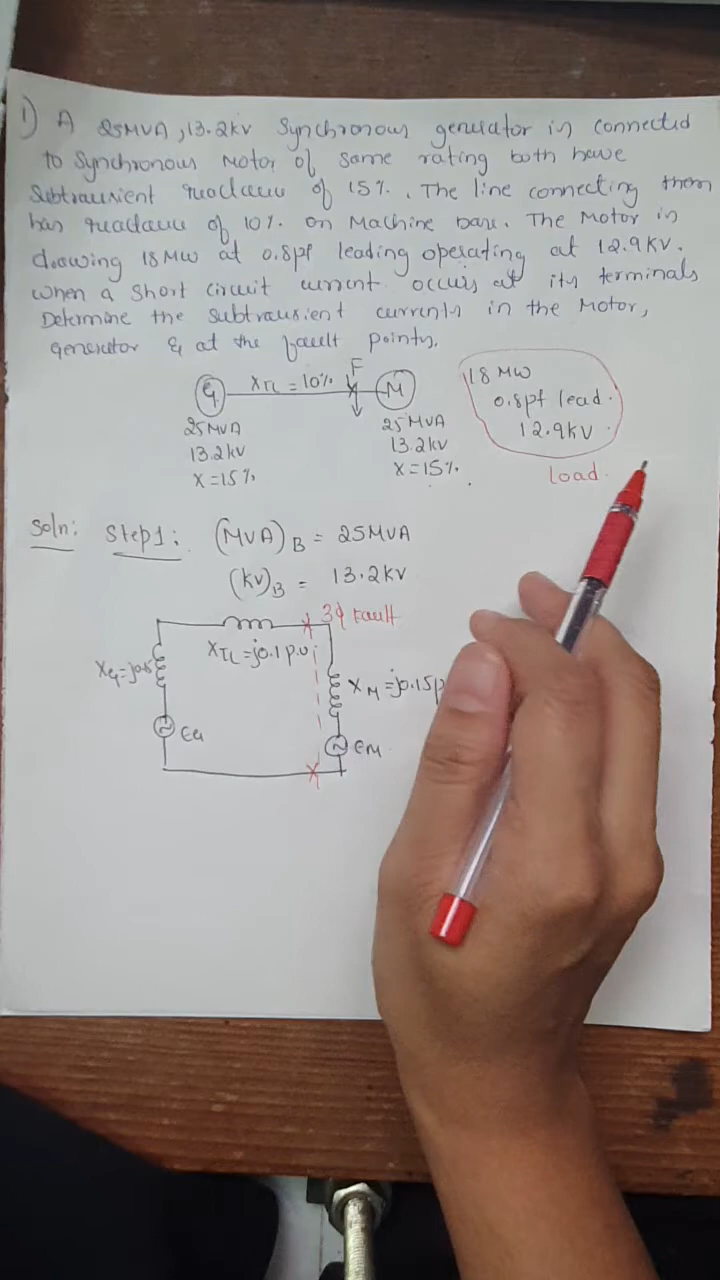 1) A 25MVA, 13.2kV Synchronous generator is connected
to Synchronous Motor of same rating both have
Subtransient reactance of 15%. The line connecting them
has reactance of 10% on Machine base. The Motor is
drawing 18MW at 0.8pf leading operating at 12.9KV.
When a Short circuit current occurs at its terminals
Determine the Subtransient currents in the Motor,
generator & at the fault points.
F
G XTL = 10% M
25MVA
13.2kV
X = 15%
25MVA
13.2kV
X = 15%
18 MW
0.8pf lead.
12.9KV.
load.
Soln: Step1: (MVA)B = 25MVA
(kV)B = 13.2kV
3ϕ fault
XTL = j0.1 p.u
XM = j0.15p
EG
EM